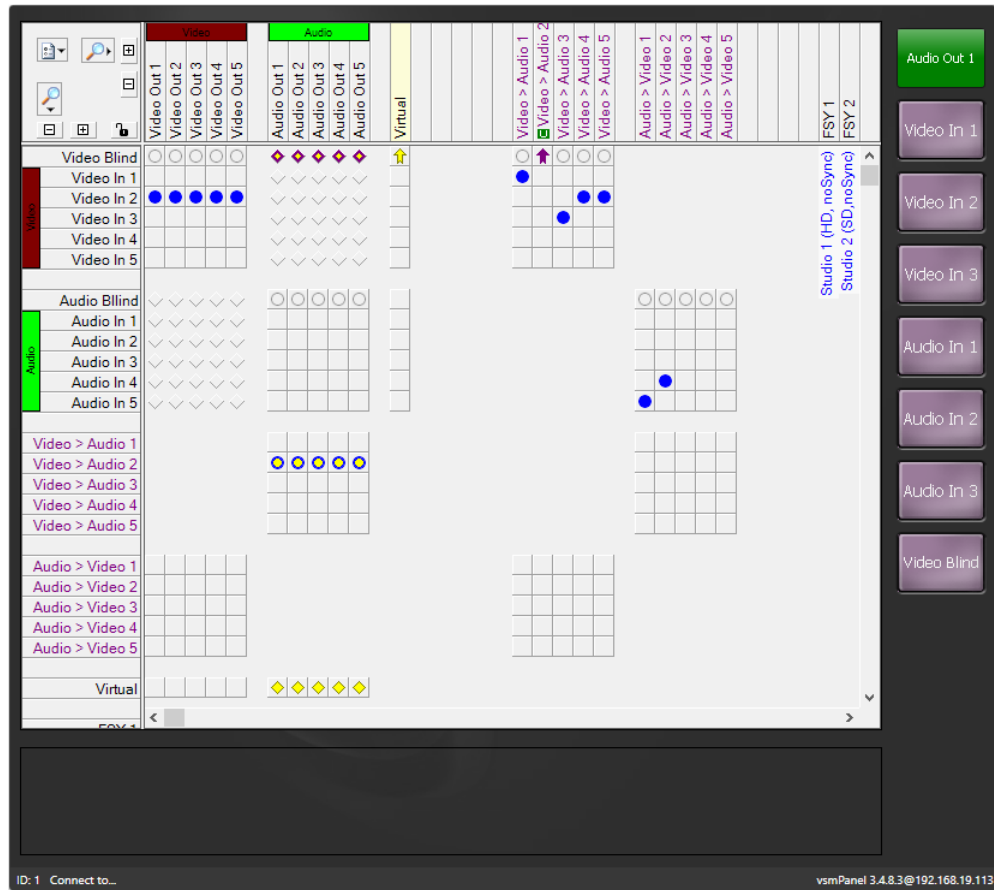 Video
Audio
Video Out 1
Video Out 2
Video Out 3
Video Out 4
Video Out 5
Audio Out 1
Audio Out 2
Audio Out 3
Audio Out 4
Audio Out 5
Virtual
Video > Audio 1
Video > Audio 2
Video > Audio 3
Video > Audio 4
Video > Audio 5
Audio > Video 1
Audio > Video 2
Audio > Video 3
Audio > Video 4
Audio > Video 5
FSY 1
FSY 2
Studio 1 (HD, noSync)
Studio 2 (SD,noSync)
Video Blind
Video
Video In 1
Video In 2
Video In 3
Video In 4
Video In 5
Audio Bllind
Audio
Audio In 1
Audio In 2
Audio In 3
Audio In 4
Audio In 5
Video > Audio 1
Video > Audio 2
Video > Audio 3
Video > Audio 4
Video > Audio 5
Audio > Video 1
Audio > Video 2
Audio > Video 3
Audio > Video 4
Audio > Video 5
Virtual
FSY 1
Audio Out 1
Video In 1
Video In 2
Video In 3
Audio In 1
Audio In 2
Audio In 3
Video Blind
ID: 1 Connect to...
vsmPanel 3.4.8.3@192.168.19.113